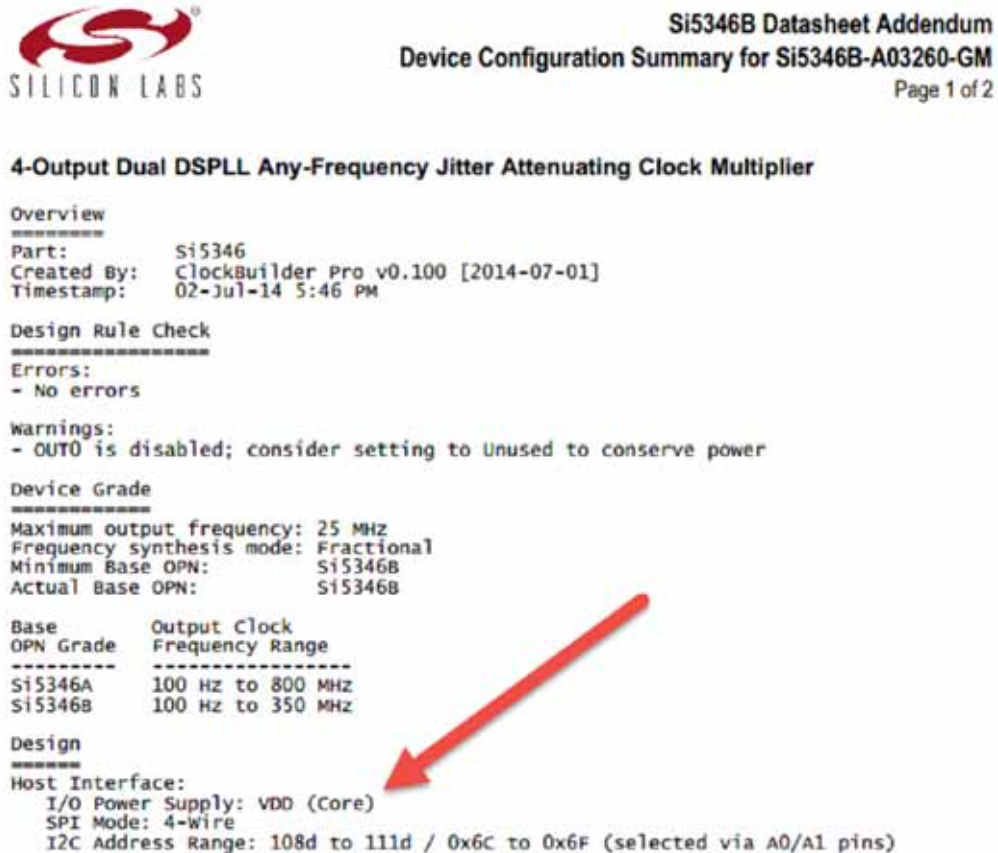 SILICON LABS
Si5346B Datasheet Addendum
Device Configuration Summary for Si5346B-A03260-GM
Page 1 of 2
4-Output Dual DSPLL Any-Frequency Jitter Attenuating Clock Multiplier
Overview
========
Part: Si5346
Created By: ClockBuilder Pro v0.100 [2014-07-01]
Timestamp: 02-Jul-14 5:46 PM
Design Rule Check
=================
Errors:
- No errors
Warnings:
- OUT0 is disabled; consider setting to Unused to conserve power
Device Grade
============
Maximum output frequency: 25 MHz
Frequency synthesis mode: Fractional
Minimum Base OPN: Si5346B
Actual Base OPN: Si5346B
Base Output Clock
OPN Grade Frequency Range
--------- -----------------
Si5346A 100 Hz to 800 MHz
Si5346B 100 Hz to 350 MHz
Design
======
Host Interface:
I/O Power Supply: VDD (Core)
SPI Mode: 4-Wire
I2C Address Range: 108d to 111d / 0x6C to 0x6F (selected via A0/A1 pins)